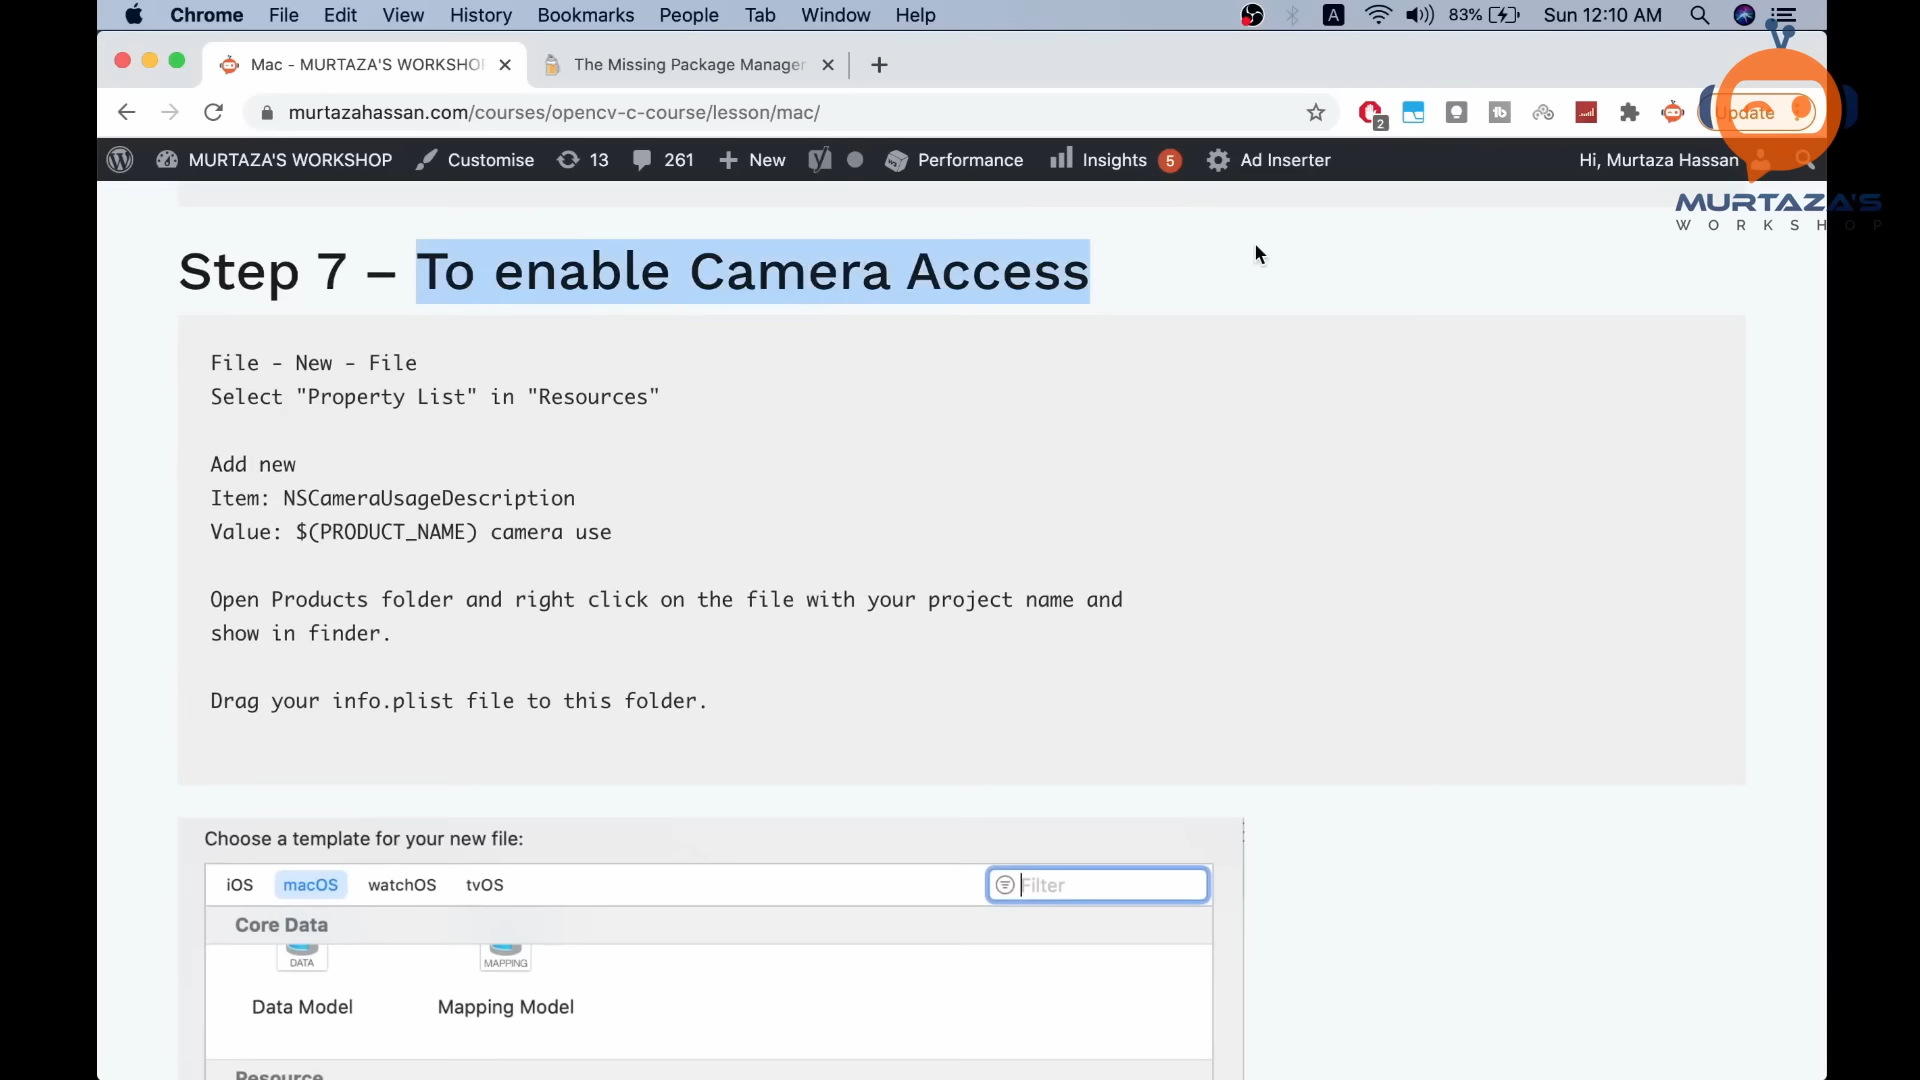 Chrome File Edit View History Bookmarks People Tab Window Help A 83% Sun 12:10 AM
Mac - MURTAZA'S WORKSHO The Missing Package Manager
murtazahassan.com/courses/opencv-c-course/lesson/mac/ 2 Update
MURTAZA'S WORKSHOP Customise 13 261 New Performance Insights 5 Ad Inserter Hi, Murtaza Hassan
MURTAZA'S
WORKSHOP
Step 7 – To enable Camera Access
File - New - File
Select "Property List" in "Resources"
Add new
Item: NSCameraUsageDescription
Value: $(PRODUCT_NAME) camera use
Open Products folder and right click on the file with your project name and
show in finder.
Drag your info.plist file to this folder.
Choose a template for your new file:
iOS macOS watchOS tvOS Filter
Core Data
DATA MAPPING
Data Model Mapping Model
Resource